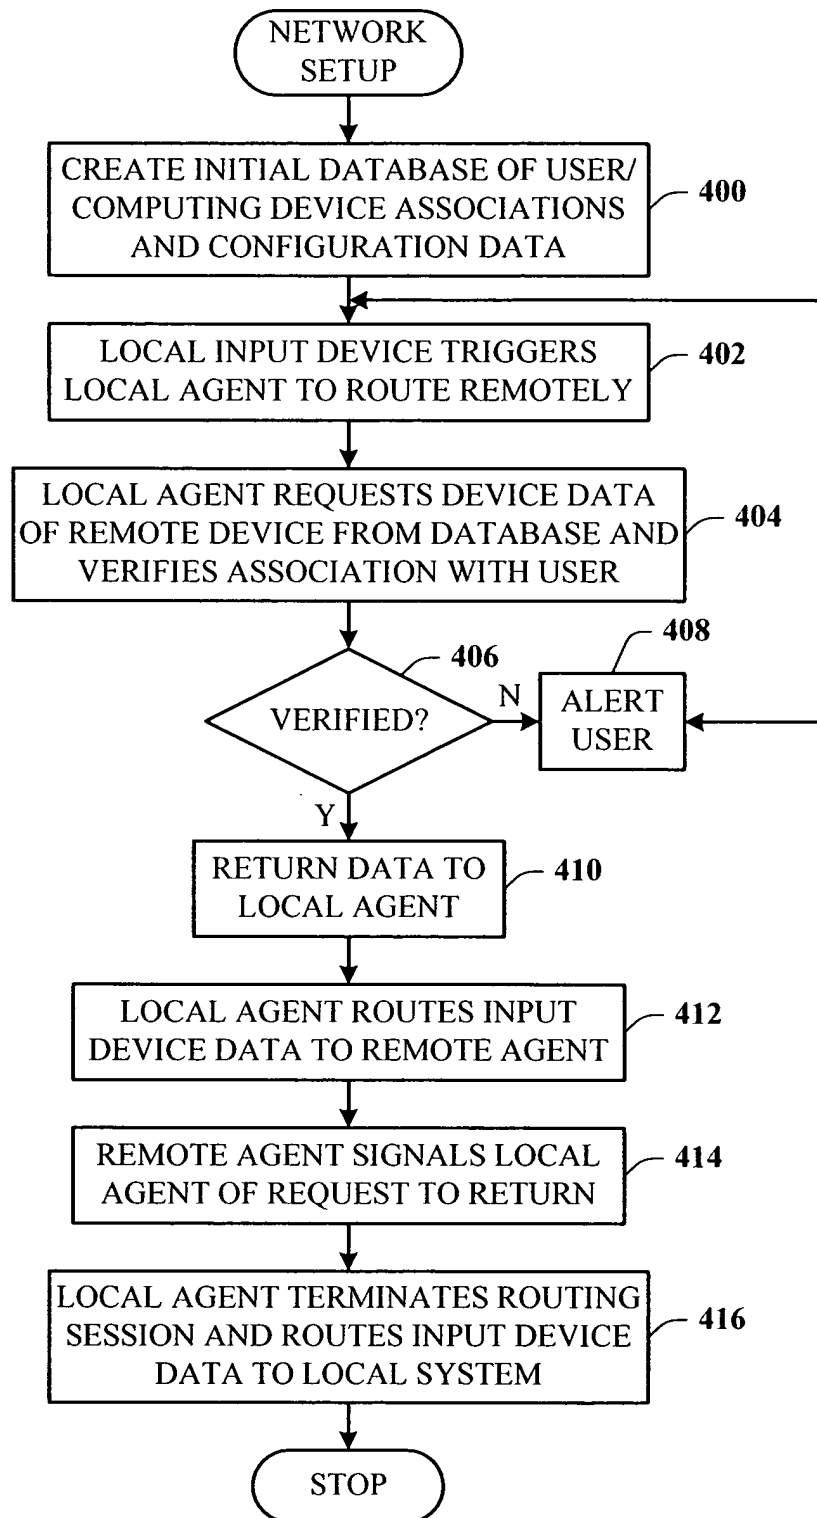 NETWORK
SETUP
CREATE INITIAL DATABASE OF USER/
COMPUTING DEVICE ASSOCIATIONS
AND CONFIGURATION DATA
400
LOCAL INPUT DEVICE TRIGGERS
LOCAL AGENT TO ROUTE REMOTELY
402
LOCAL AGENT REQUESTS DEVICE DATA
OF REMOTE DEVICE FROM DATABASE AND
VERIFIES ASSOCIATION WITH USER
404
VERIFIED?
406
N
ALERT
USER
408
Y
RETURN DATA TO
LOCAL AGENT
410
LOCAL AGENT ROUTES INPUT
DEVICE DATA TO REMOTE AGENT
412
REMOTE AGENT SIGNALS LOCAL
AGENT OF REQUEST TO RETURN
414
LOCAL AGENT TERMINATES ROUTING
SESSION AND ROUTES INPUT DEVICE
DATA TO LOCAL SYSTEM
416
STOP